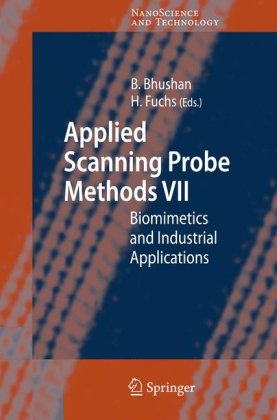 NanoScience and Technology
B. Bhushan
H. Fuchs (Eds.)
Applied
Scanning Probe
Methods VII
Biomimetics
and Industrial
Applications
Springer